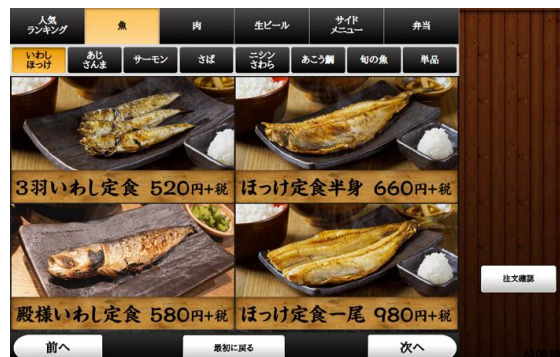 人気
ランキング
魚
肉
生ビール
サイド
メニュー
弁当
いわし
ほっけ
あじ
さんま
サーモン
さば
ニシン
さわら
あこう鯛
旬の魚
単品
3羽いわし定食 520円+税
ほっけ定食半身 660円+税
殿様いわし定食 580円+税
ほっけ定食一尾 980円+税
注文確認
前へ
最初に戻る
次へ